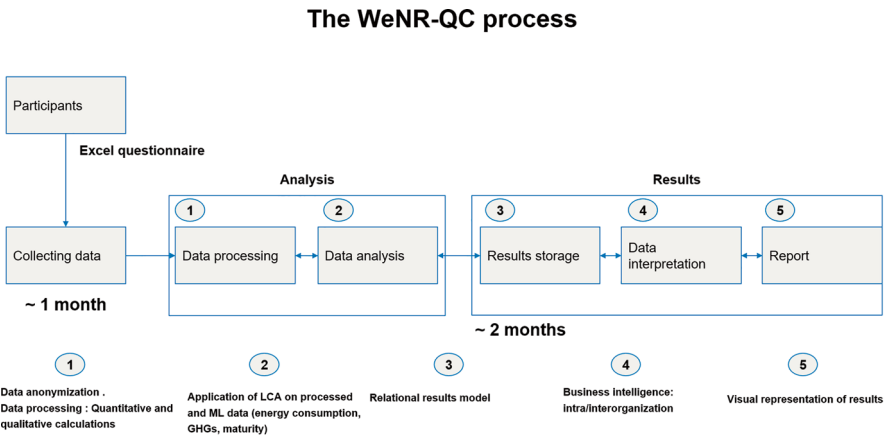 The WeNR-QC process
Participants
Excel questionnaire
Analysis
Results
1
2
3
4
5
Collecting data
Data processing
Data analysis
Results storage
Data
interpretation
Report
~ 1 month
~ 2 months
1
2
3
4
5
Data anonymization .
Data processing : Quantitative and
qualitative calculations
Application of LCA on processed
and ML data (energy consumption,
GHGs, maturity)
Relational results model
Business intelligence:
intra/interorganization
Visual representation of results